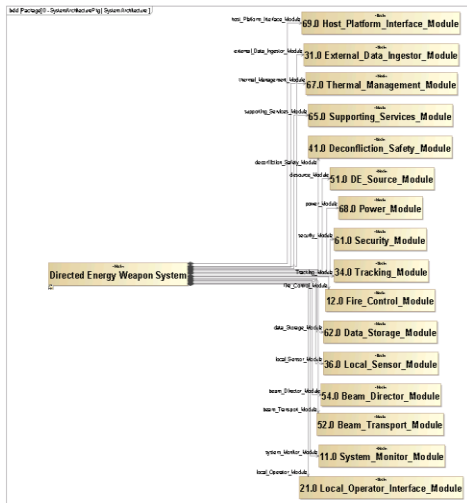 bdd [Package] 0 - SystemArchitecturePkg [ SystemArchitecture ]
host_Platform_Interface_Module
69.0 Host_Platform_Interface_Module
external_Data_Ingestor_Module
31.0 External_Data_Ingestor_Module
thermal_Management_Module
67.0 Thermal_Management_Module
supporting_Services_Module
65.0 Supporting_Services_Module
41.0 Deconfliction_Safety_Module
deconfliction_Safety_Module
51.0 DE_Source_Module
power_Module
68.0 Power_Module
security_Module
61.0 Security_Module
34.0 Tracking_Module
Tracking_Module
Directed Energy Weapon System
fire_Control_Module
12.0 Fire_Control_Module
data_Storage_Module
62.0 Data_Storage_Module
local_Sensor_Module
36.0 Local_Sensor_Module
beam_Director_Module
54.0 Beam_Director_Module
beam_Transport_Module
52.0 Beam_Transport_Module
system_Monitor_Module
11.0 System_Monitor_Module
local_Operator_Module
21.0 Local_Operator_Interface_Module